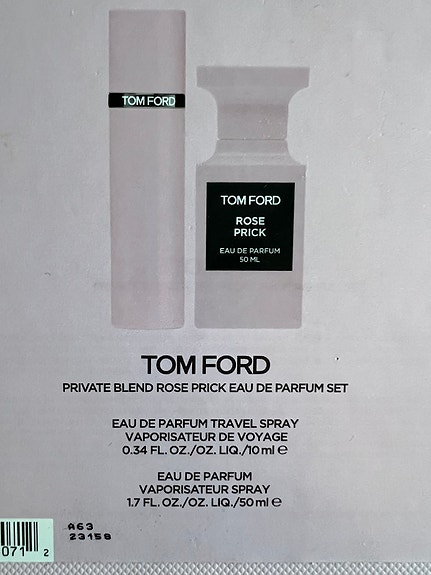 TOM FORD
TOM FORD
ROSE
PRICK
EAU DE PARFUM
50 ML
TOM FORD
PRIVATE BLEND ROSE PRICK EAU DE PARFUM SET
EAU DE PARFUM TRAVEL SPRAY
VAPORISATEUR DE VOYAGE
0.34 FL. OZ./OZ. LIQ./10 ml ℮
EAU DE PARFUM
VAPORISATEUR SPRAY
1.7 FL. OZ./OZ. LIQ./50 ml ℮
A63
23159
071 2